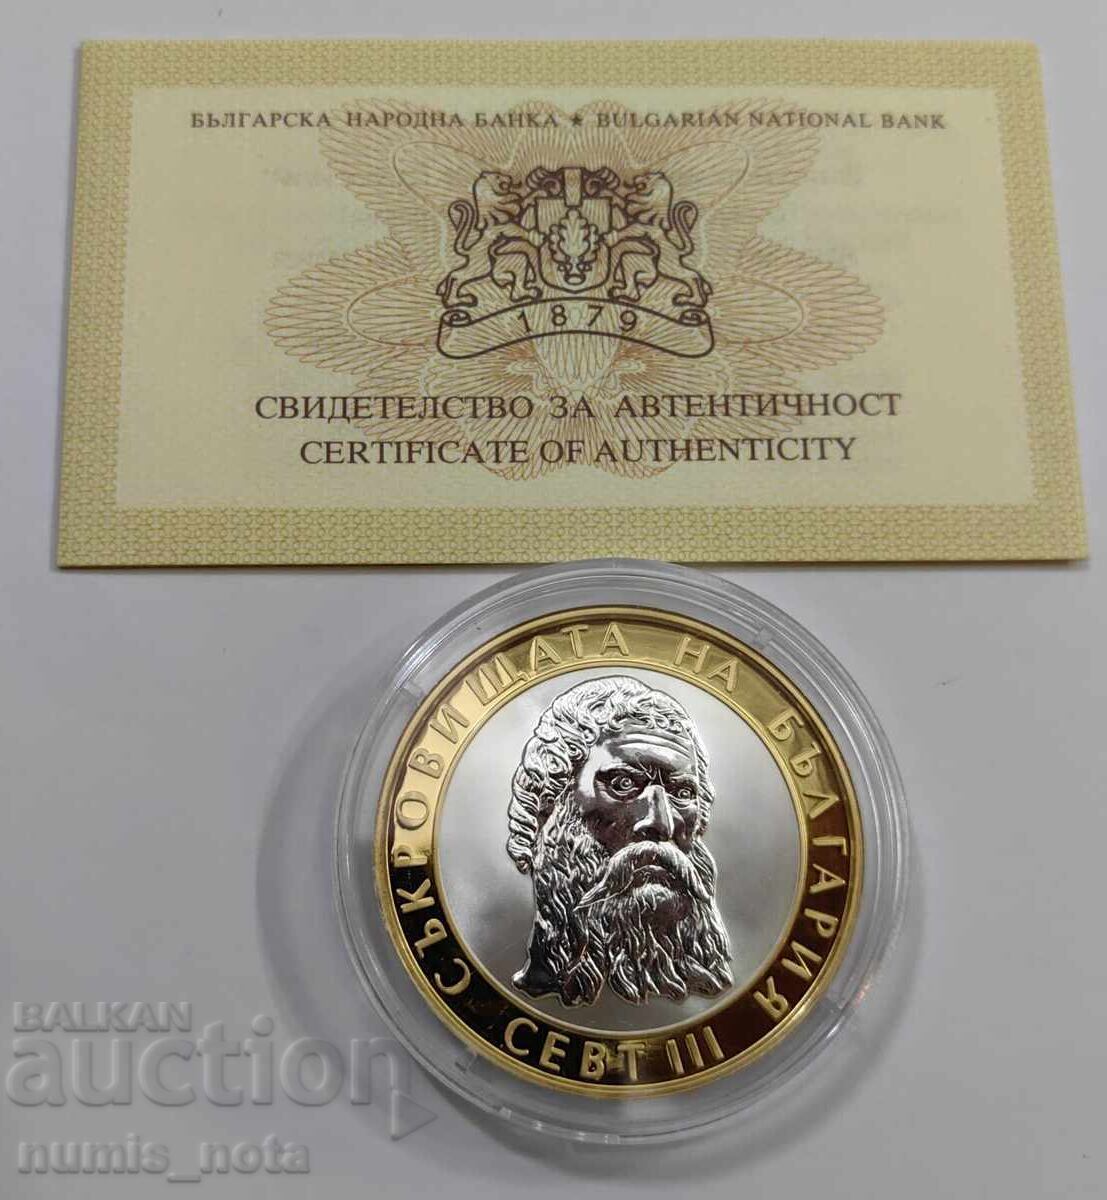 БЪЛГАРСКА НАРОДНА БАНКА ★ BULGARIAN NATIONAL BANK
1879
СВИДЕТЕЛСТВО ЗА АВТЕНТИЧНОСТ
CERTIFICATE OF AUTHENTICITY
СЪКРОВИЩАТА НА БЪЛГАРИЯ
СЕВТ III
BALKAN
auction
numis_nota